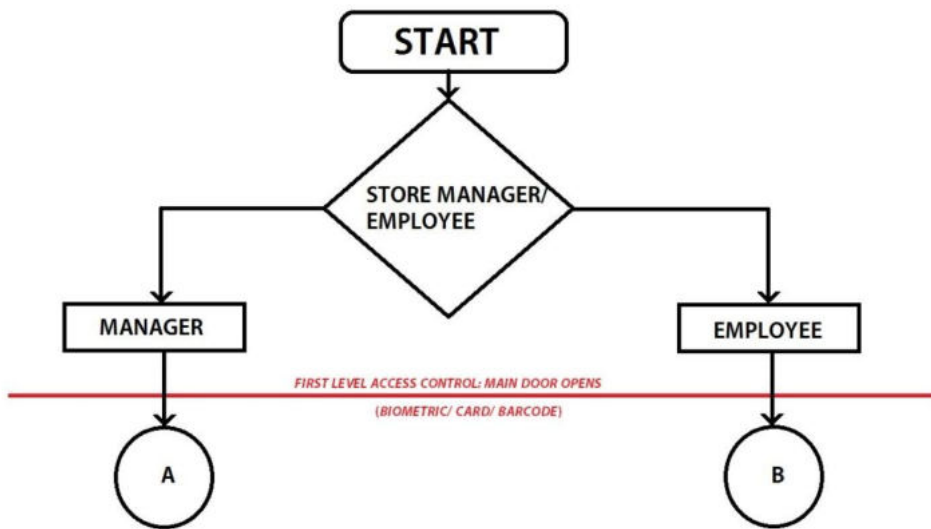 START
STORE MANAGER/
EMPLOYEE
MANAGER
EMPLOYEE
FIRST LEVEL ACCESS CONTROL: MAIN DOOR OPENS
(BIOMETRIC/ CARD/ BARCODE)
A
B